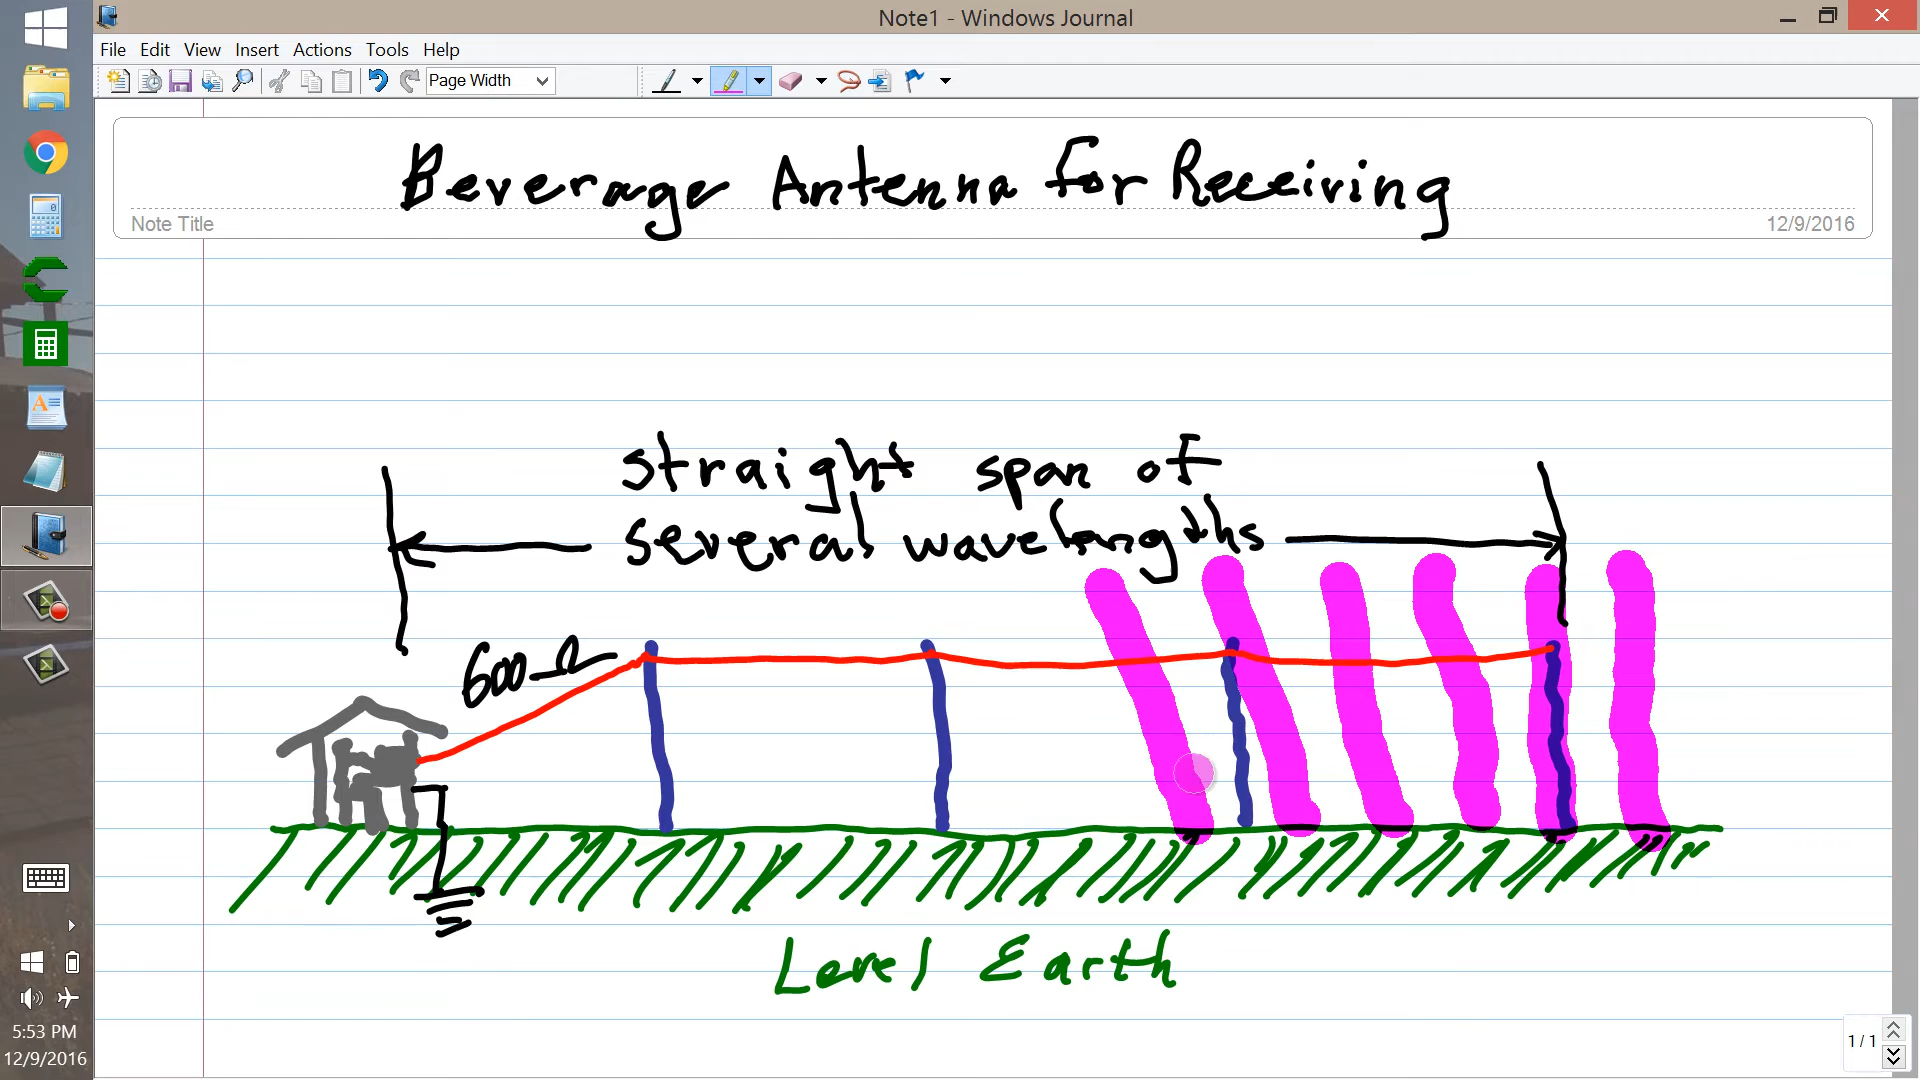 Note1 - Windows Journal
File Edit View Insert Actions Tools Help
Page Width
Beverage Antenna for Receiving
Note Title
12/9/2016
straight span of
several wavelengths
600 Ω
Level Earth
1 / 1
5:53 PM
12/9/2016